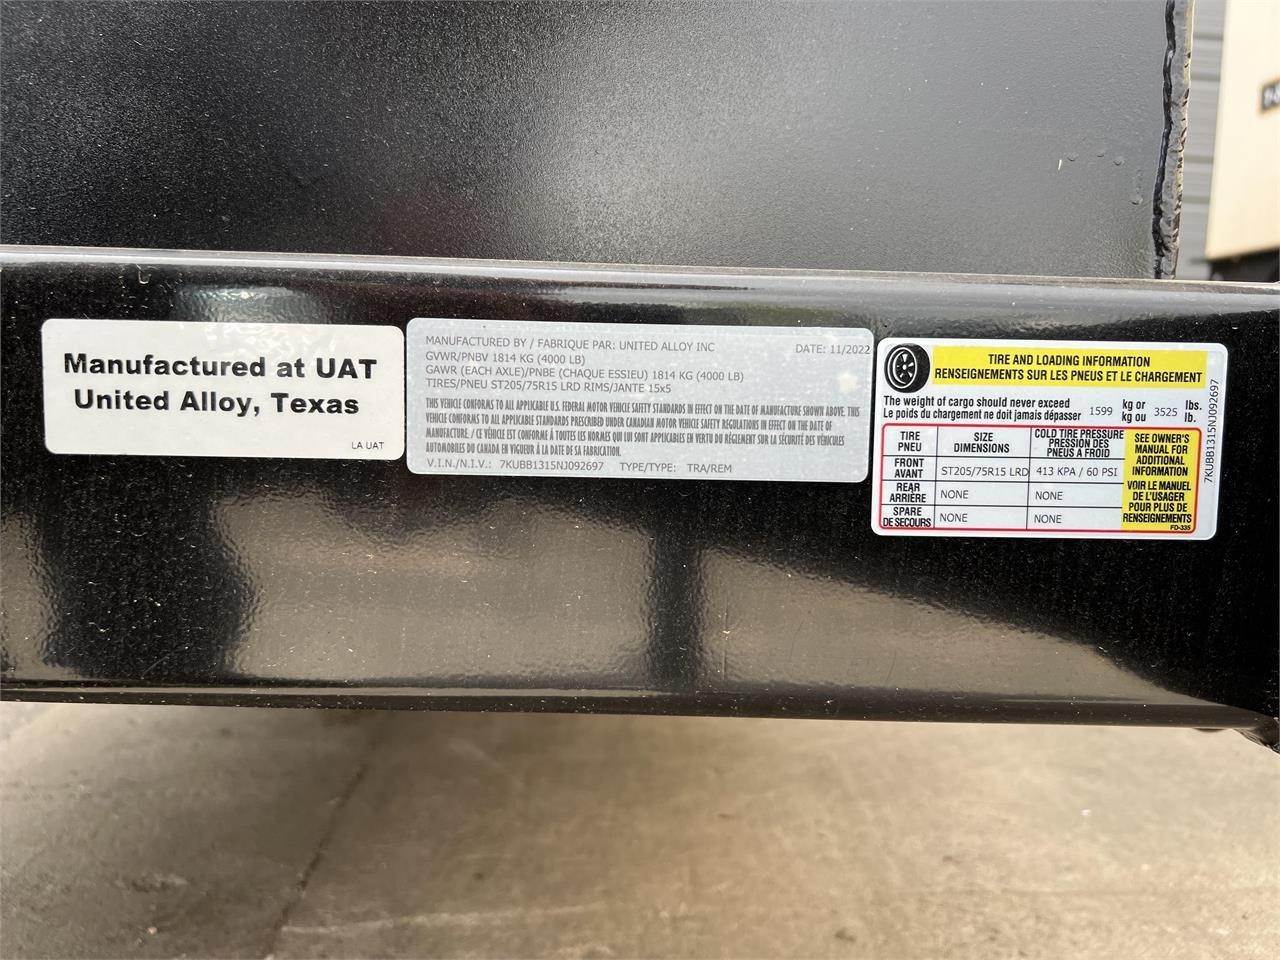 Manufactured at UAT
United Alloy, Texas
LA UAT
MANUFACTURED BY / FABRIQUE PAR: UNITED ALLOY INC DATE: 11/2022
GVWR/PNBV 1814 KG (4000 LB)
GAWR (EACH AXLE)/PNBE (CHAQUE ESSIEU) 1814 KG (4000 LB)
TIRES/PNEU ST205/75R15 LRD RIMS/JANTE 15x5
THIS VEHICLE CONFORMS TO ALL APPLICABLE U.S. FEDERAL MOTOR VEHICLE SAFETY STANDARDS IN EFFECT ON THE DATE OF MANUFACTURE SHOWN ABOVE. THIS
VEHICLE CONFORMS TO ALL APPLICABLE STANDARDS PRESCRIBED UNDER CANADIAN MOTOR VEHICLE SAFETY REGULATIONS IN EFFECT ON THE DATE OF
MANUFACTURE. / CE VÉHICLE EST CONFORME À TOUTES LES NORMES QUI LUI SONT APPLICABLES EN VERTU DU RÈGLEMENT SUR LA SÉCURITÉ DES VÉHICULES
AUTOMOBILES DU CANADA EN VIGUEUR À LA DATE DE SA FABRICATION.
V.I.N./N.I.V.: 7KUBB1315NJ092697 TYPE/TYPE: TRA/REM
TIRE AND LOADING INFORMATION
RENSEIGNEMENTS SUR LES PNEUS ET LE CHARGEMENT
The weight of cargo should never exceed 1599 kg or 3525 lbs.
Le poids du chargement ne doit jamais dépasser kg ou lb.
TIRE SIZE COLD TIRE PRESSURE
PNEU DIMENSIONS PRESSION DES
PNEUS A FROID
FRONT
AVANT ST205/75R15 LRD 413 KPA / 60 PSI
REAR
ARRIÈRE NONE NONE
SPARE
DE SECOURS NONE NONE
SEE OWNER'S
MANUAL FOR
ADDITIONAL
INFORMATION
VOIR LE MANUEL
DE L'USAGER
POUR PLUS DE
RENSEIGNEMENTS
FD-335
7KUBB1315NJ092697